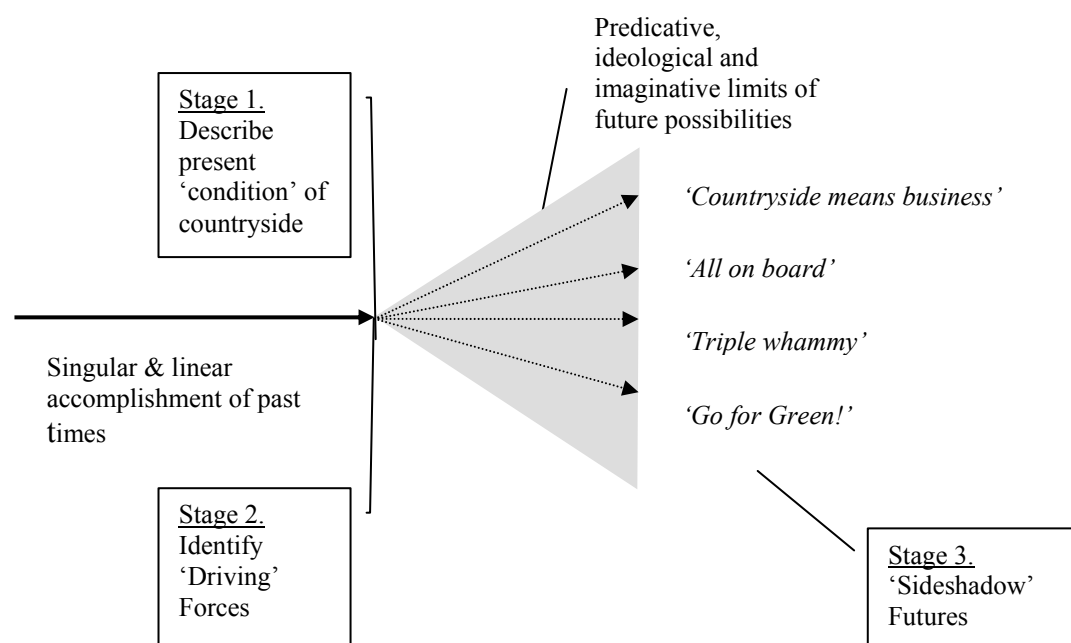 Predicative,
ideological and
imaginative limits of
future possibilities
Stage 1.
Describe
present
‘condition’ of
countryside
‘Countryside means business’
‘All on board’
‘Triple whammy’
‘Go for Green!’
Singular & linear
accomplishment of past
times
Stage 2.
Identify
‘Driving’
Forces
Stage 3.
‘Sideshadow’
Futures